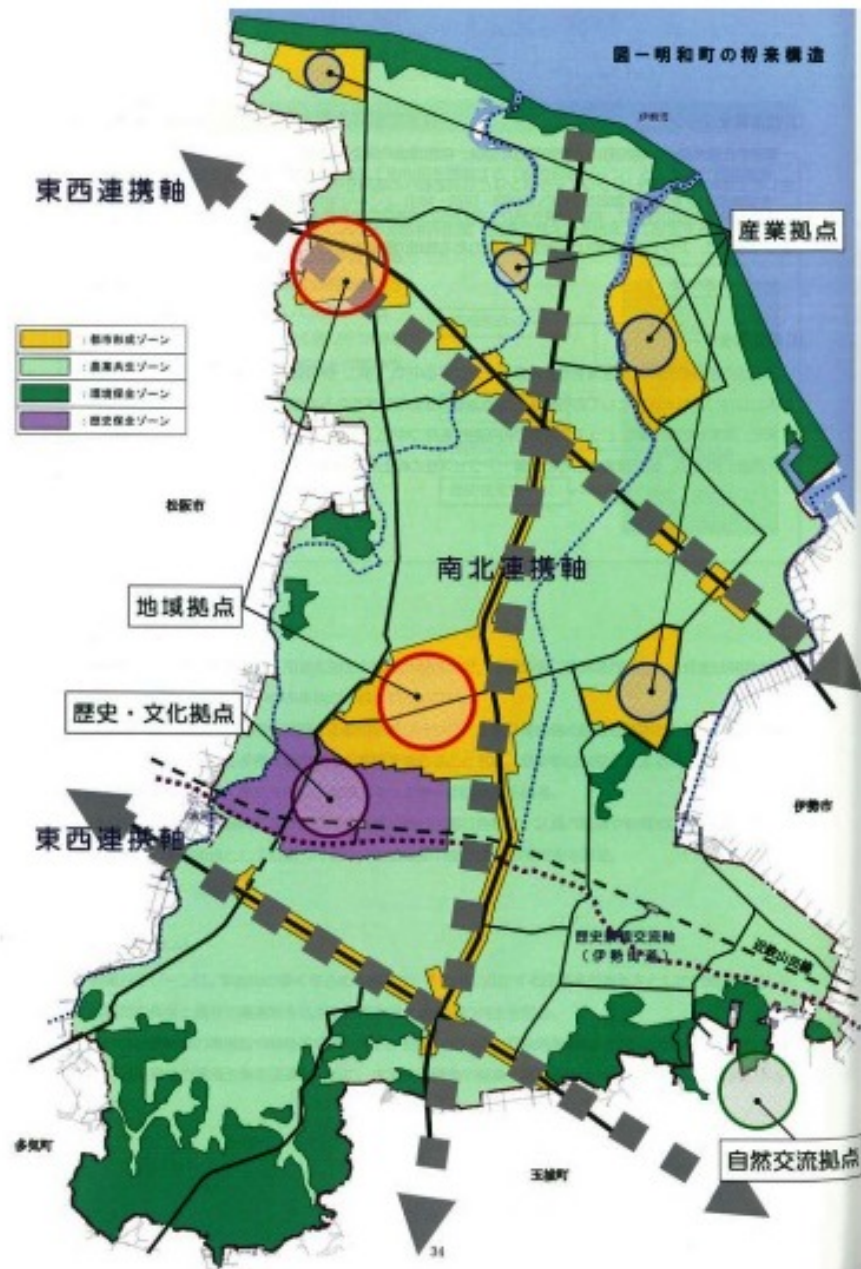 図－明和町の将来構造
伊勢湾
東西連携軸
産業拠点
：都市形成ゾーン
：農業共生ゾーン
：環境保全ゾーン
：歴史保全ゾーン
松阪市
南北連携軸
地域拠点
歴史・文化拠点
伊勢市
東西連携軸
（伊勢街道）
近鉄山田線
多気町
玉城町
自然交流拠点
34